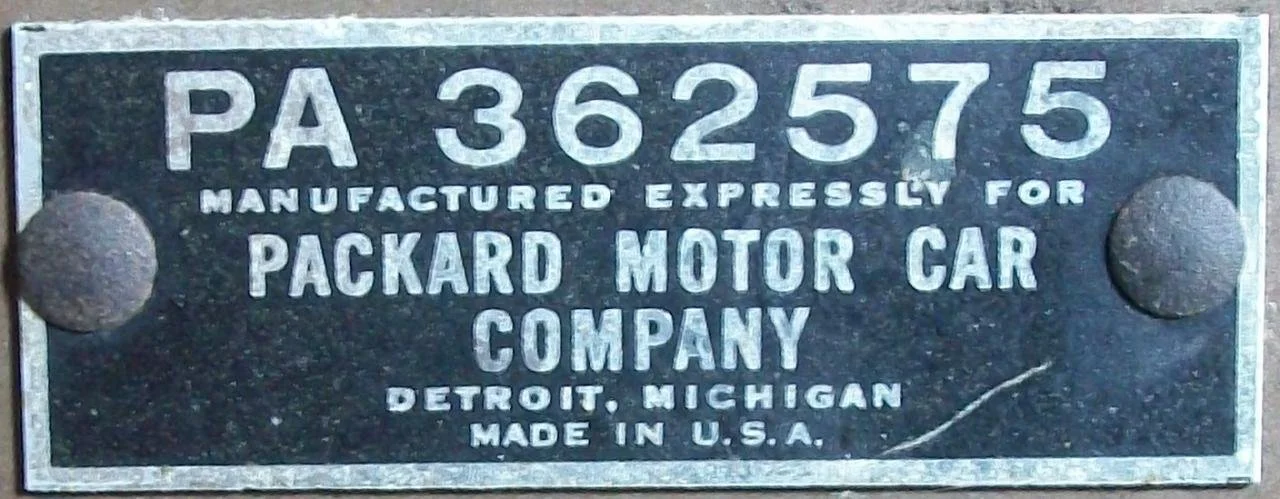 PA 362575
MANUFACTURED EXPRESSLY FOR
PACKARD MOTOR CAR
COMPANY
DETROIT, MICHIGAN
MADE IN U.S.A.